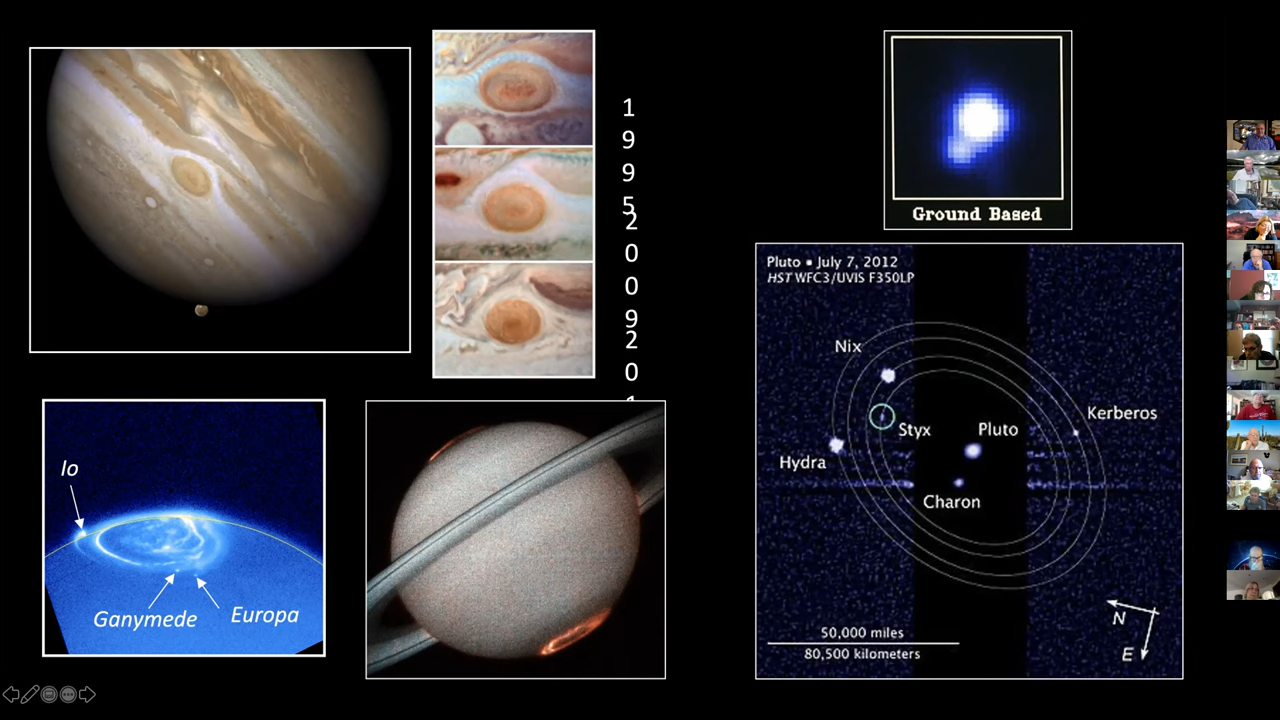 1
9
9
5
2
0
0
9
2
0
Ground Based
Pluto ▪ July 7, 2012
HST WFC3/UVIS F350LP
Nix
Styx
Pluto
Kerberos
Hydra
Charon
50,000 miles
80,500 kilometers
N
E
Io
Ganymede
Europa